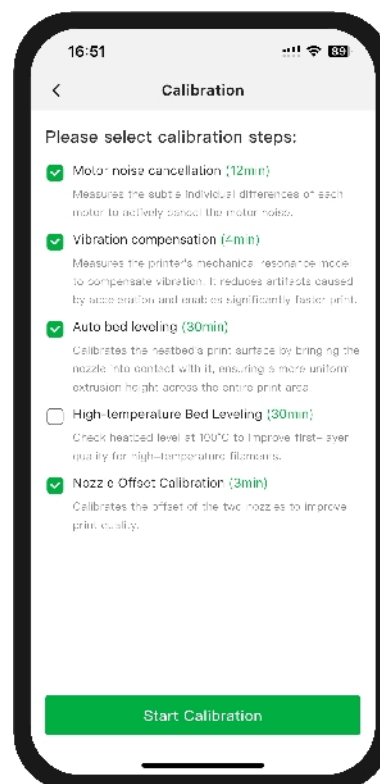 16:51
89
Calibration
Please select calibration steps:
Motor noise cancellation (12min)
Measures the subtle individual differences of each
motor to actively cancel the motor noise.
Vibration compensation (4min)
Measures the printer's mechanical resonance model
to compensate vibration. It reduces artifacts caused
by acceleration and enables significantly faster print.
Auto bed leveling (30min)
Calibrates the heatbed's print surface by bringing the
nozzle into contact with it, ensuring a more uniform
extrusion height across the entire print area
High-temperature Bed Leveling (30min)
Check heatbed level at 100°C to improve first-layer
quality for high-temperature filaments.
Nozzle Offset Calibration (3min)
Calibrates the offset of the two nozzles to improve
print quality.
Start Calibration